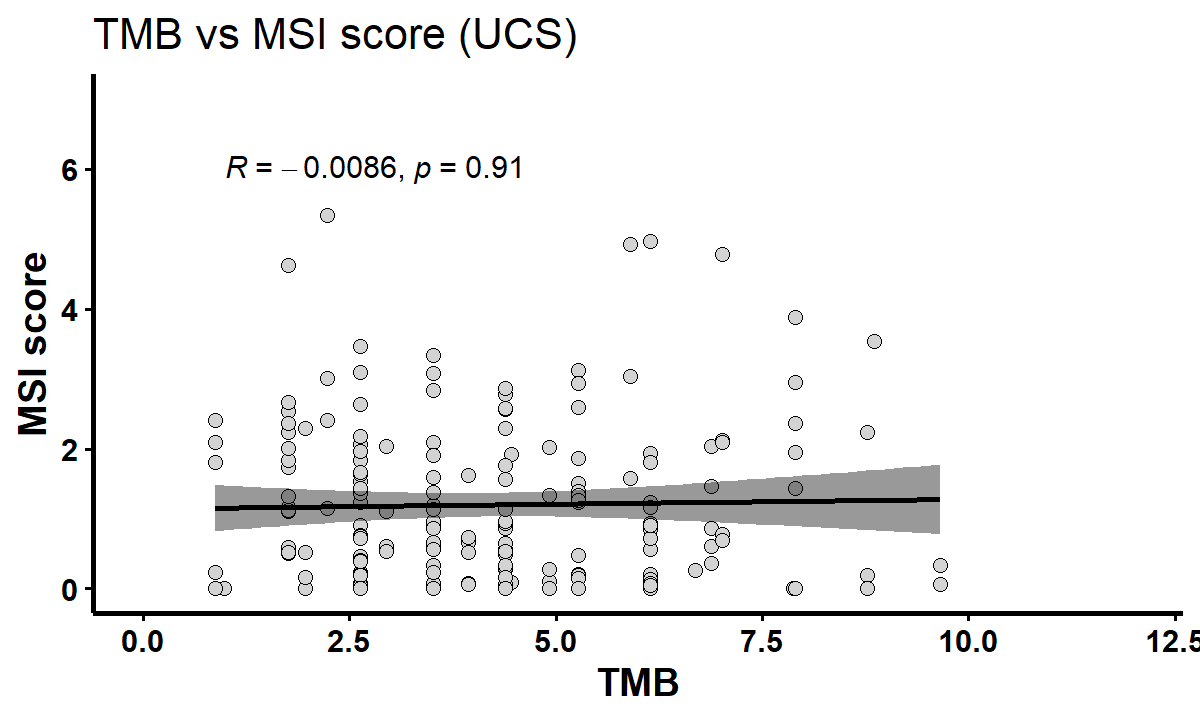 TMB vs MSI score (UCS)
R = −0.0086, p = 0.91
MSI score
6
4
2
0
0.0 2.5 5.0 7.5 10.0 12.5
TMB